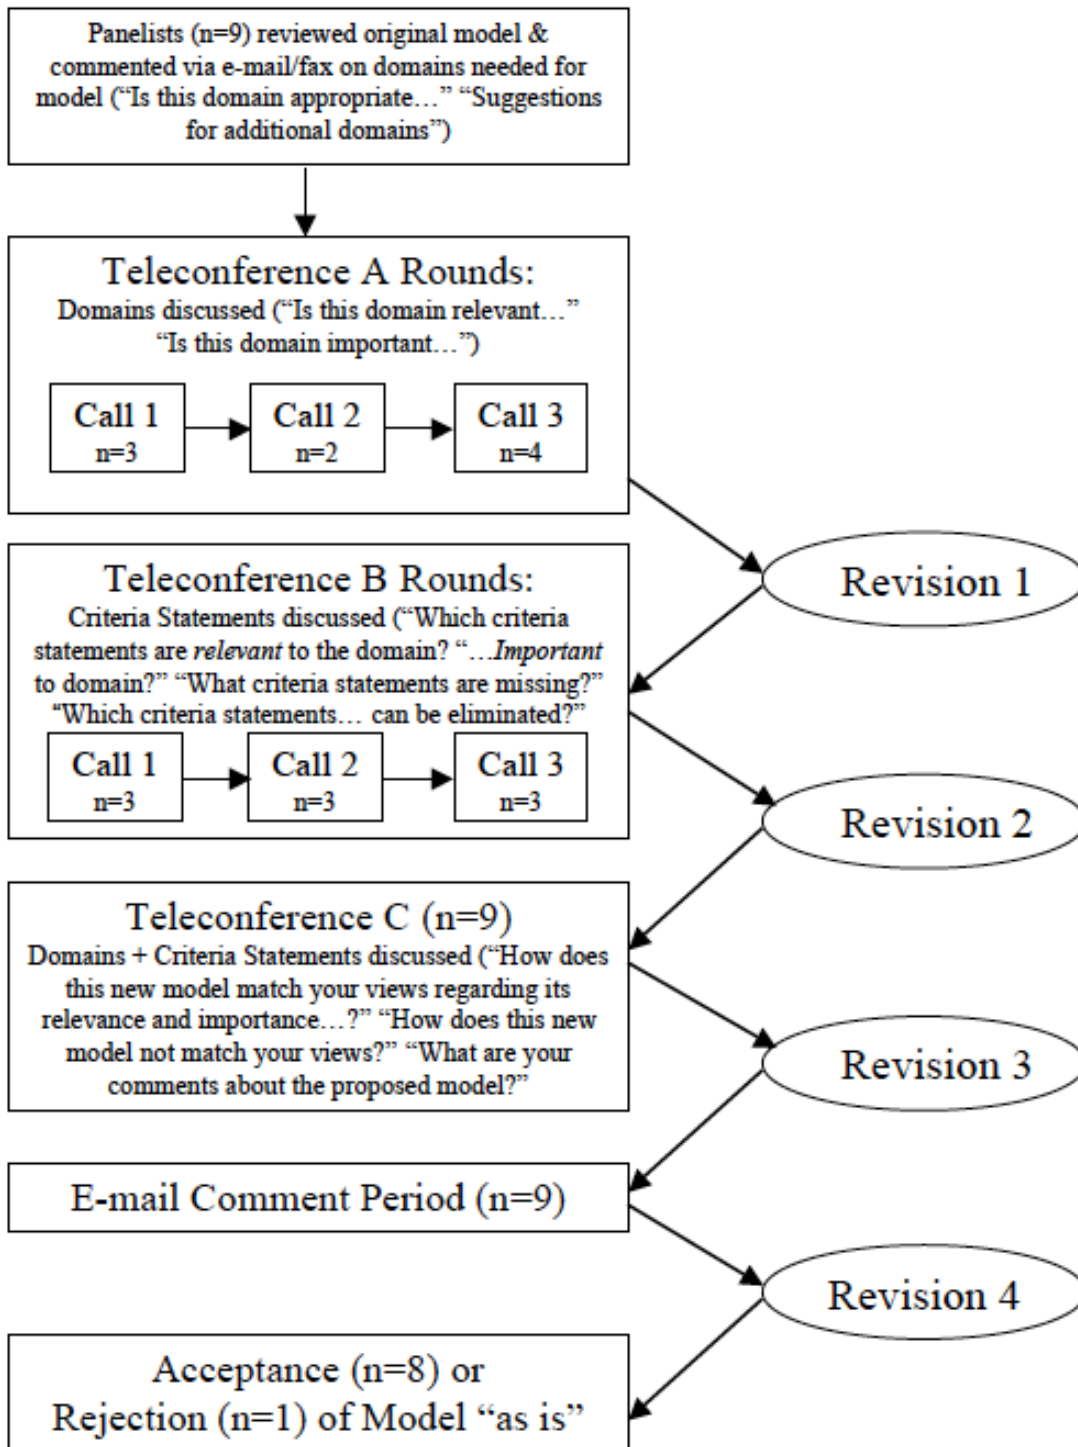 Panelists (n=9) reviewed original model &
commented via e-mail/fax on domains needed for
model (“Is this domain appropriate…” “Suggestions
for additional domains”)
Teleconference A Rounds:
Domains discussed (“Is this domain relevant…”
“Is this domain important…”)
Call 1
n=3
Call 2
n=2
Call 3
n=4
Revision 1
Teleconference B Rounds:
Criteria Statements discussed (“Which criteria
statements are relevant to the domain? “…Important
to domain?” “What criteria statements are missing?”
“Which criteria statements… can be eliminated?”
Call 1
n=3
Call 2
n=3
Call 3
n=3
Revision 2
Teleconference C (n=9)
Domains + Criteria Statements discussed (“How does
this new model match your views regarding its
relevance and importance…?” “How does this new
model not match your views?” “What are your
comments about the proposed model?”
Revision 3
E-mail Comment Period (n=9)
Revision 4
Acceptance (n=8) or
Rejection (n=1) of Model “as is”